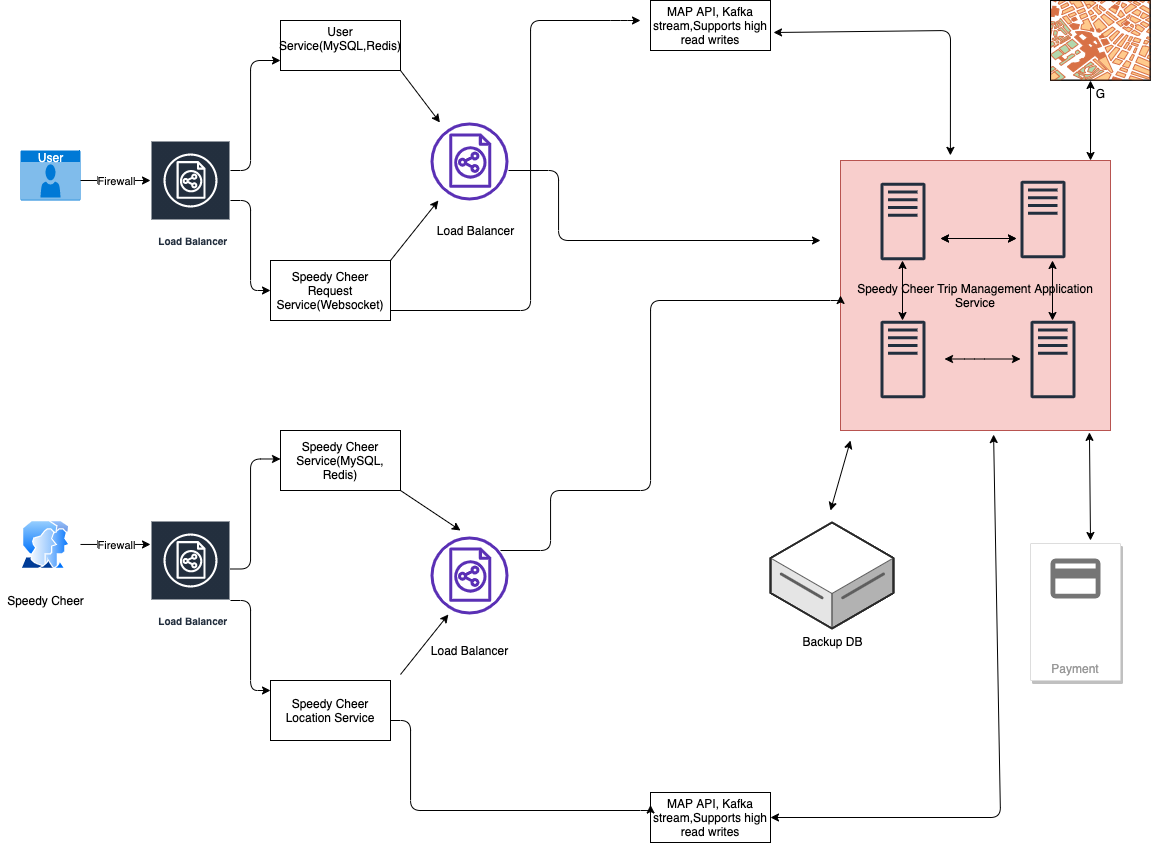 MAP API, Kafka
stream,Supports high
read writes
User
Service(MySQL,Redis)
G
User
Firewall
Load Balancer
Load Balancer
Speedy Cheer
Request
Service(Websocket)
Speedy Cheer Trip Management Application
Service
Speedy Cheer
Service(MySQL,
Redis)
Firewall
Speedy Cheer
Load Balancer
Load Balancer
Backup DB
Payment
Speedy Cheer
Location Service
MAP API, Kafka
stream,Supports high
read writes